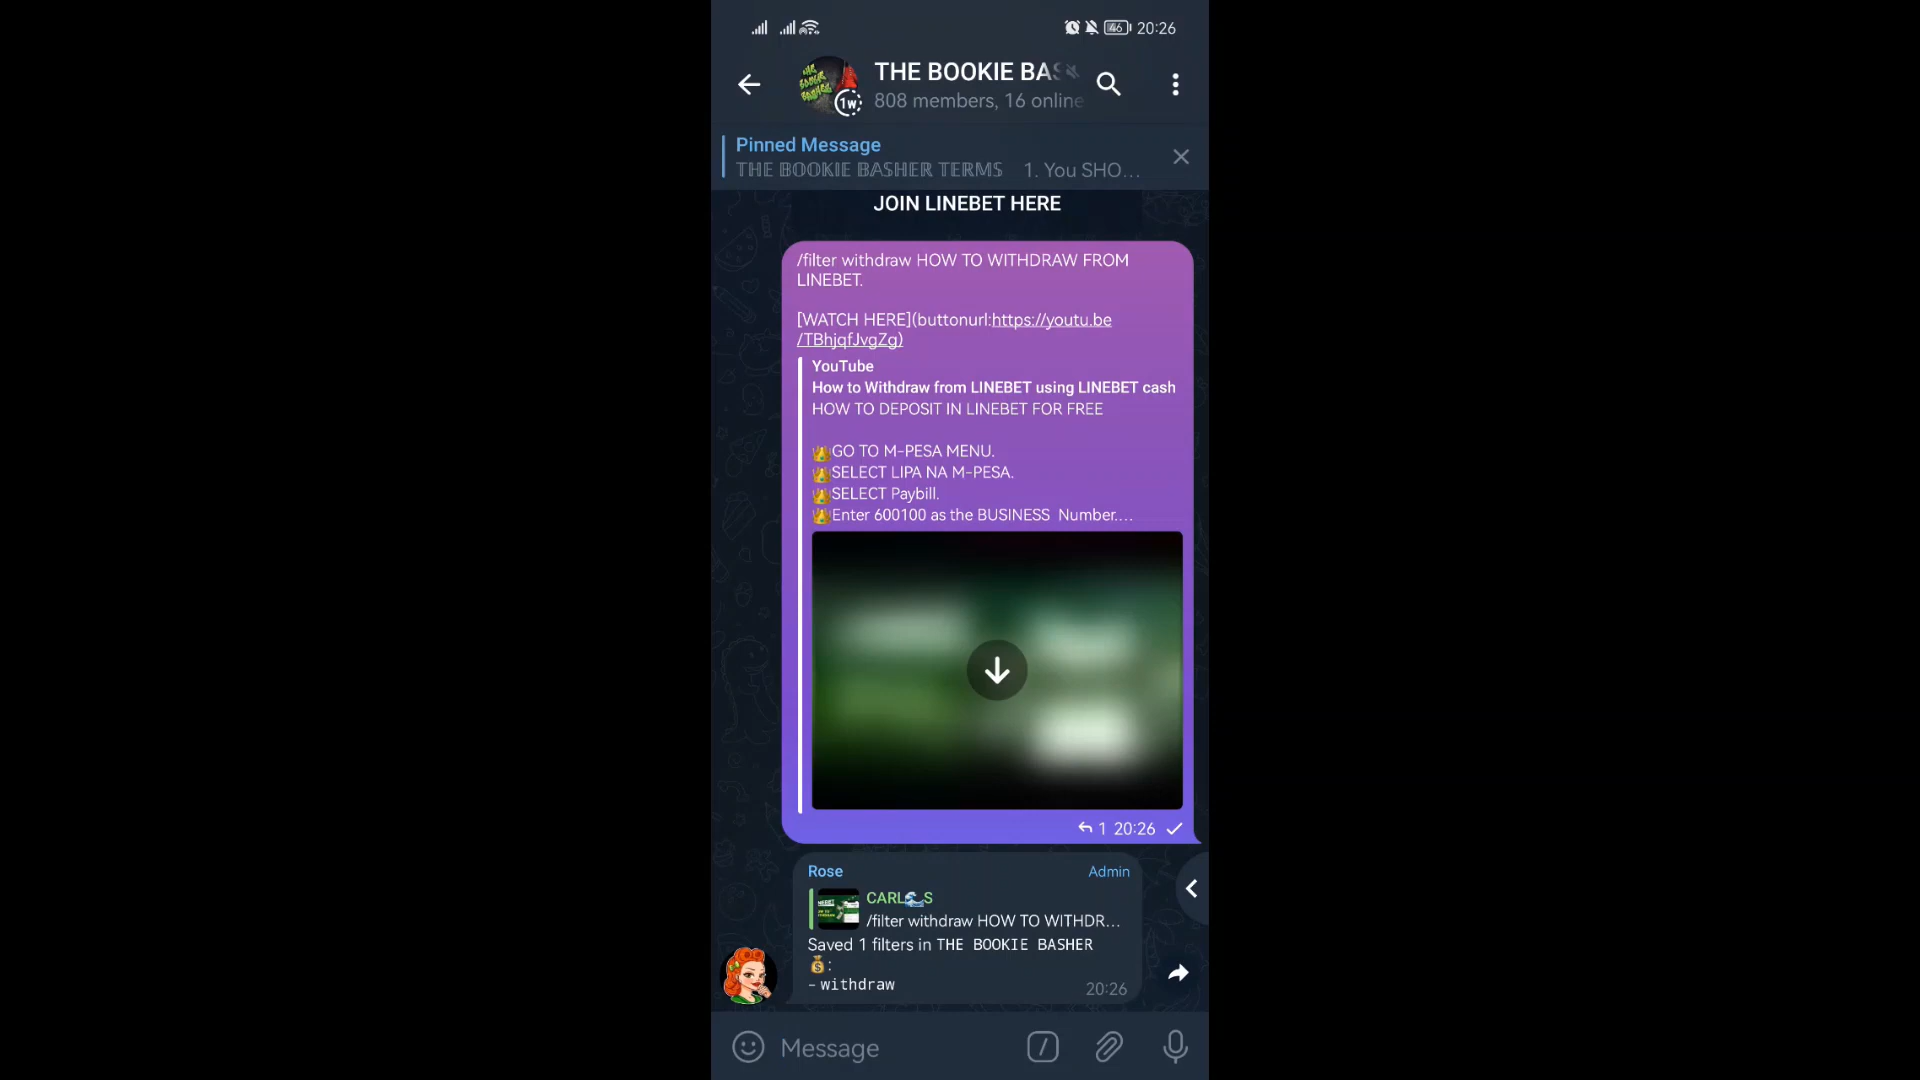 46 20:26
THE BOOKIE BAS
1W
808 members, 16 online
Pinned Message
𝕋ℍ𝔼 𝔹𝕆𝕆𝕂𝕀𝔼 𝔹𝔸𝕊ℍ𝔼ℝ 𝕋𝔼ℝ𝕄𝕊 1. You SHO...
JOIN LINEBET HERE
/filter withdraw HOW TO WITHDRAW FROM
LINEBET.
[WATCH HERE](buttonurl:https://youtu.be
/TBhjqfJvgZg)
YouTube
How to Withdraw from LINEBET using LINEBET cash
HOW TO DEPOSIT IN LINEBET FOR FREE
👑GO TO M-PESA MENU.
👑SELECT LIPA NA M-PESA.
👑SELECT Paybill.
👑Enter 600100 as the BUSINESS Number....
1 20:26
Rose Admin
CARL🌊S
/filter withdraw HOW TO WITHDR...
Saved 1 filters in THE BOOKIE BASHER
💰:
- withdraw
20:26
Message